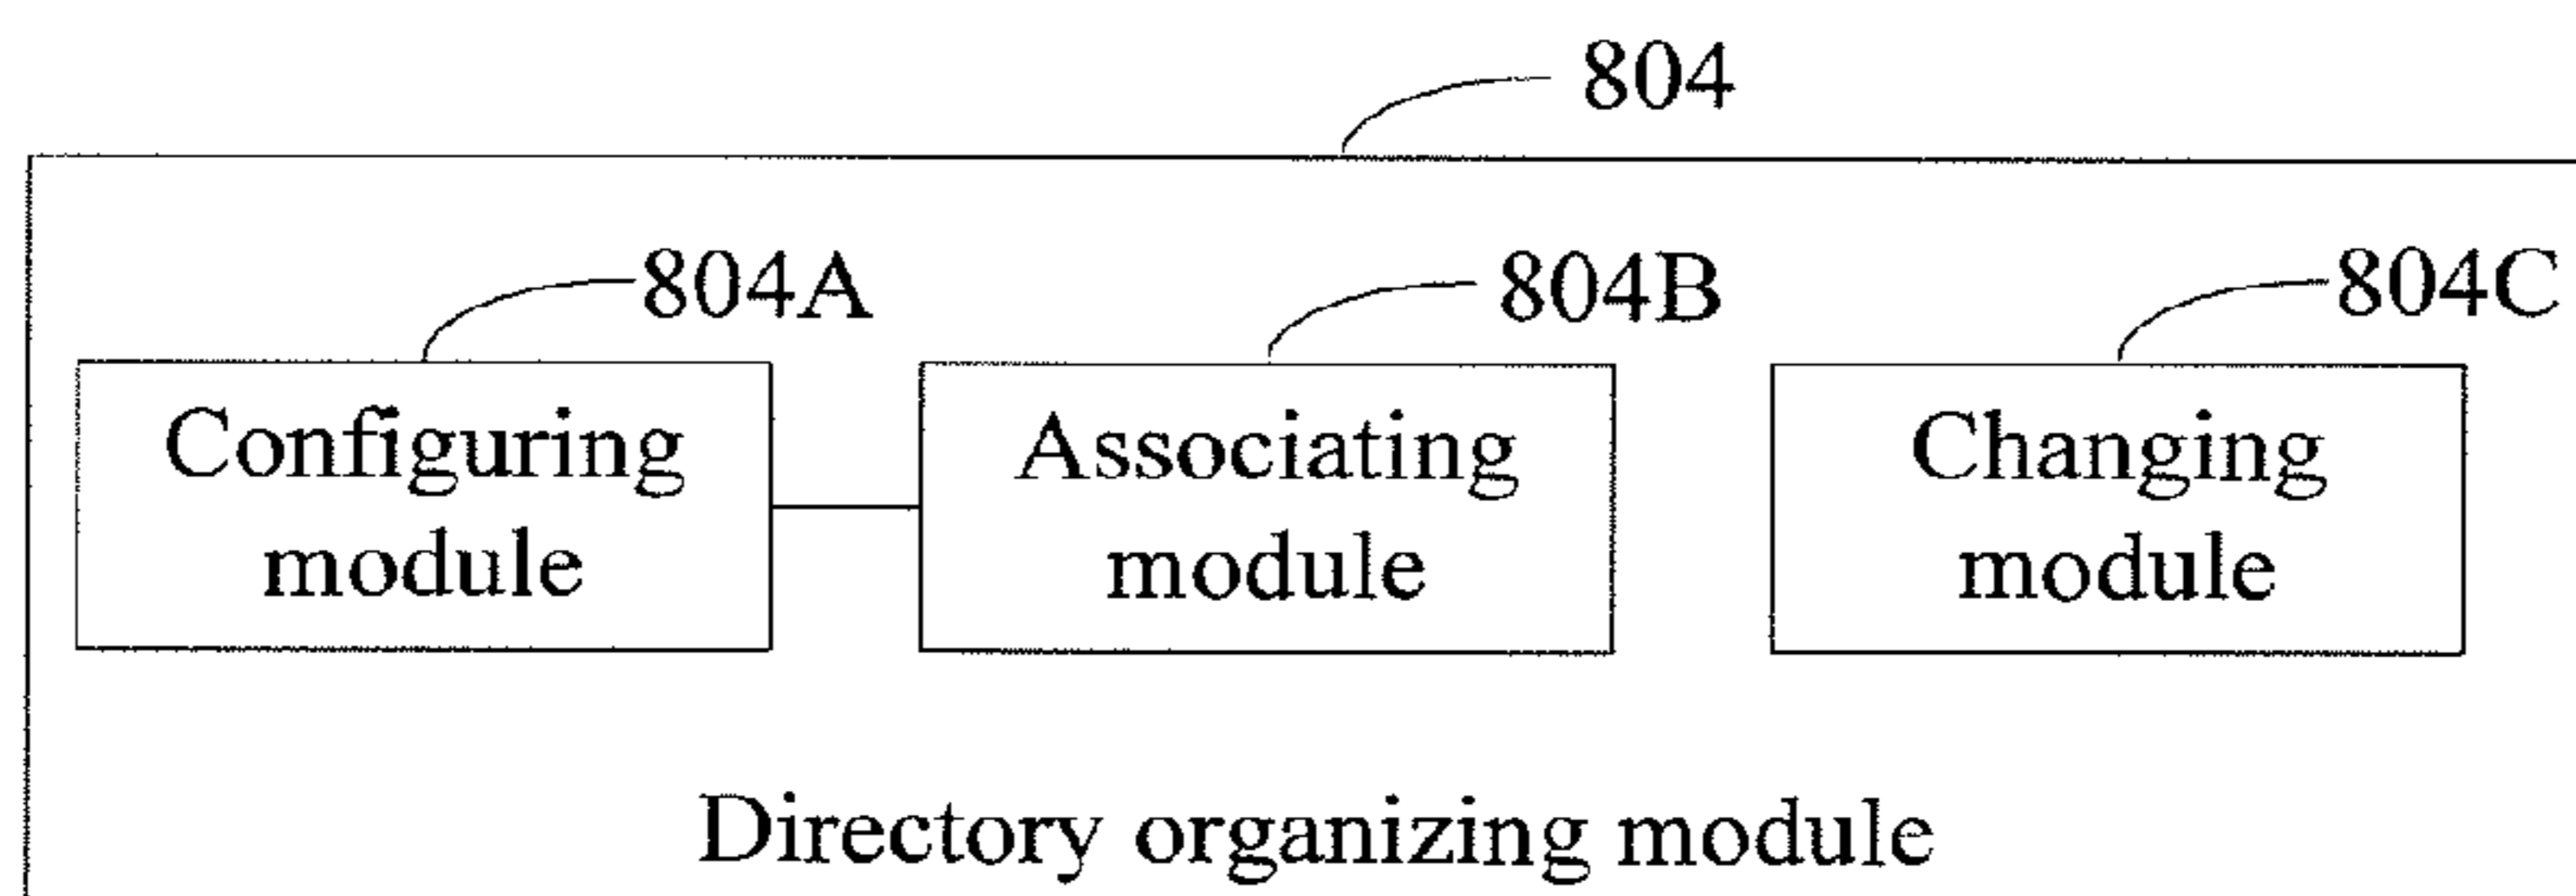 804
804A
804B
804C
Configuring
module
Associating
module
Changing
module
Directory organizing module